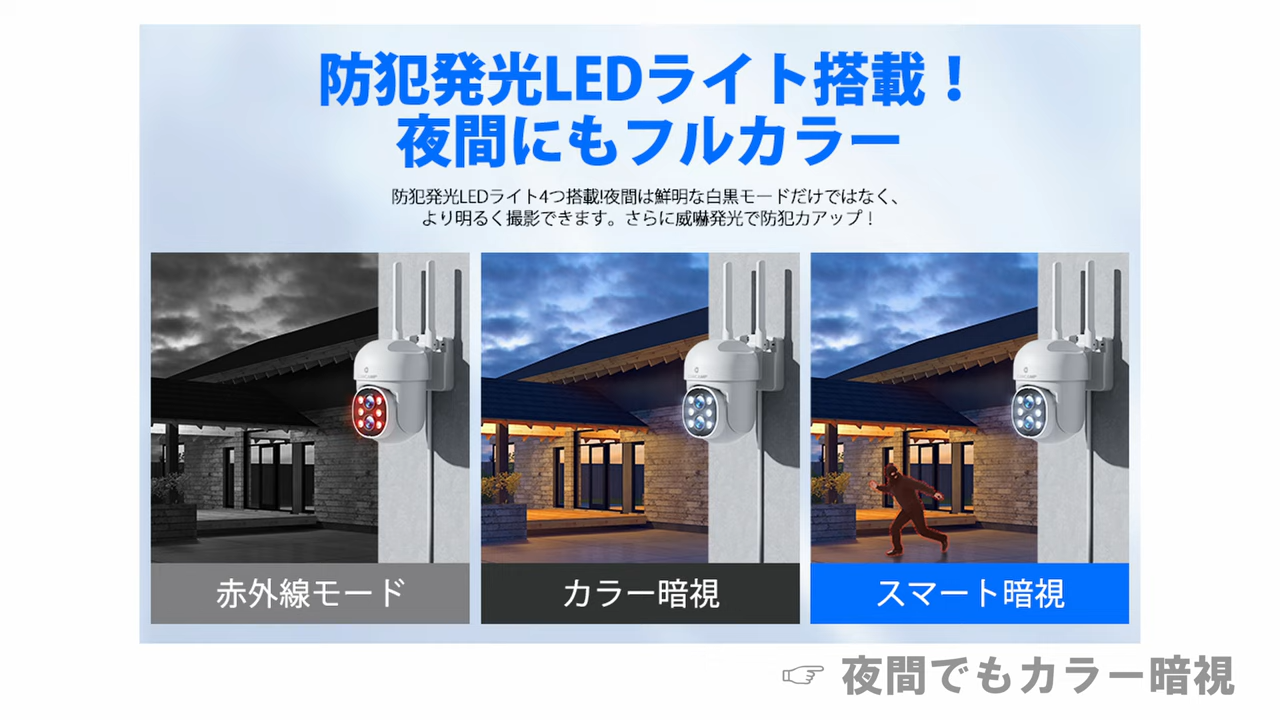 防犯発光LEDライト搭載！
夜間にもフルカラー
防犯発光LEDライト4つ搭載!夜間は鮮明な白黒モードだけではなく、
より明るく撮影できます。さらに威嚇発光で防犯力アップ！
赤外線モード
カラー暗視
スマート暗視
☞ 夜間でもカラー暗視